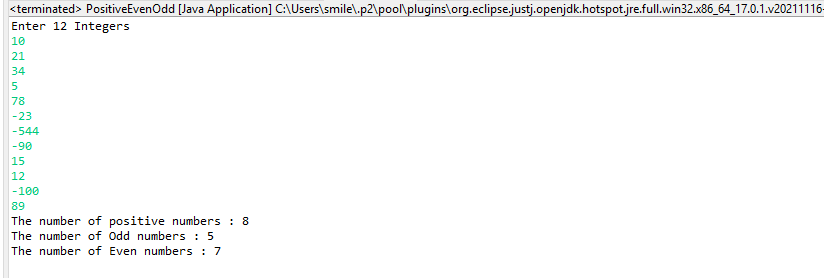 <terminated> PositiveEvenOdd [Java Application] C:\Users\smile\.p2\pool\plugins\org.eclipse.justj.openjdk.hotspot.jre.full.win32.x86_64_17.0.1.v20211116-
Enter 12 Integers
10
21
34
5
78
-23
-544
-90
15
12
-100
89
The number of positive numbers : 8
The number of Odd numbers : 5
The number of Even numbers : 7